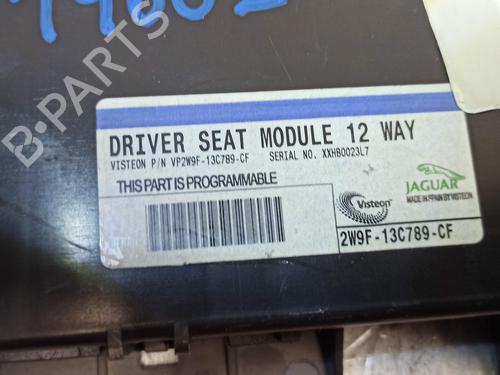 DRIVER SEAT MODULE 12 WAY
VISTEON P/N VP2W9F-13C789-CF SERIAL NO. XXHB0023L7
THIS PART IS PROGRAMMABLE
Visteon
JAGUAR
MADE IN SPAIN BY VISTEON
2W9F-13C789-CF
B-PARTS